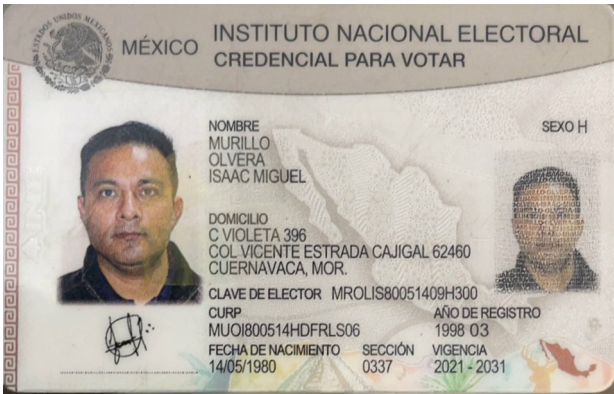 ESTADOS UNIDOS MEXICANOS
MÉXICO INSTITUTO NACIONAL ELECTORAL
CREDENCIAL PARA VOTAR
NOMBRE SEXO H
MURILLO
OLVERA
ISAAC MIGUEL
DOMICILIO
C VIOLETA 396
COL VICENTE ESTRADA CAJIGAL 62460
CUERNAVACA, MOR.
CLAVE DE ELECTOR MROLIS80051409H300
CURP AÑO DE REGISTRO
MUOI800514HDFRLS06 1998 03
FECHA DE NACIMIENTO SECCIÓN VIGENCIA
14/05/1980 0337 2021 - 2031